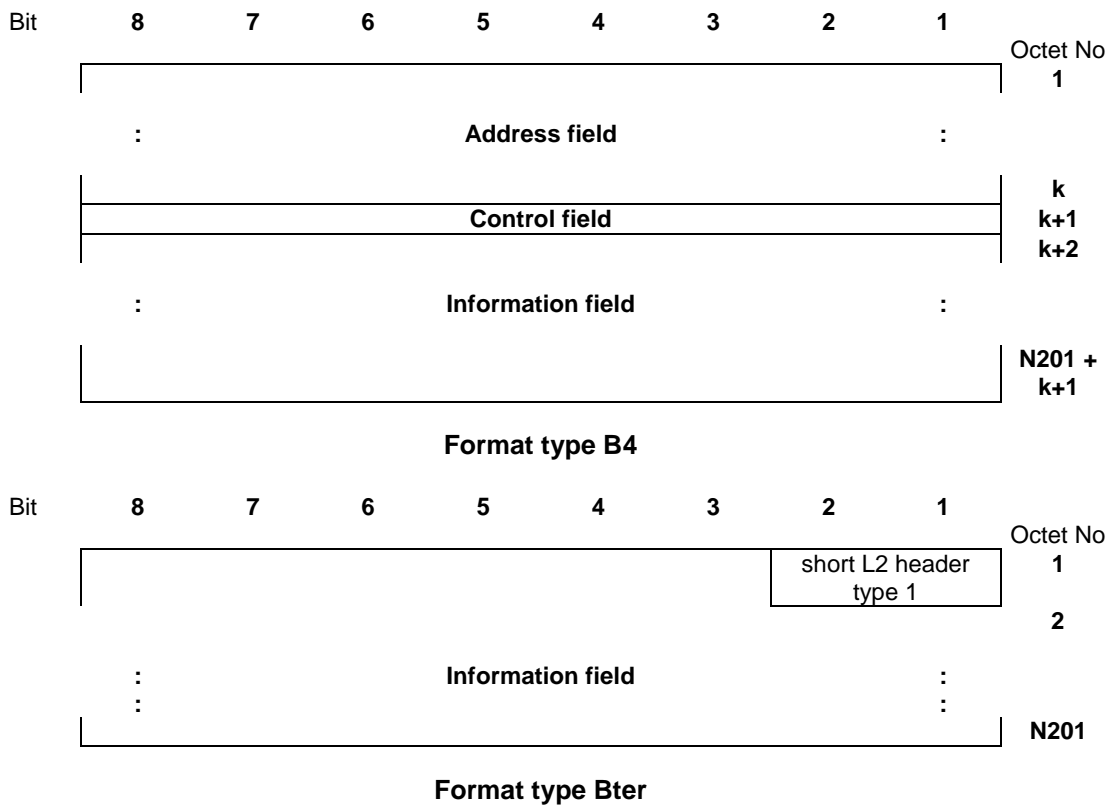 Bit 8 7 6 5 4 3 2 1
Octet No
1
: Address field :
k
Control field k+1
k+2
: Information field :
N201 +
k+1
Format type B4
Bit 8 7 6 5 4 3 2 1
Octet No
short L2 header 1
type 1
2
: Information field :
: :
N201
Format type Bter